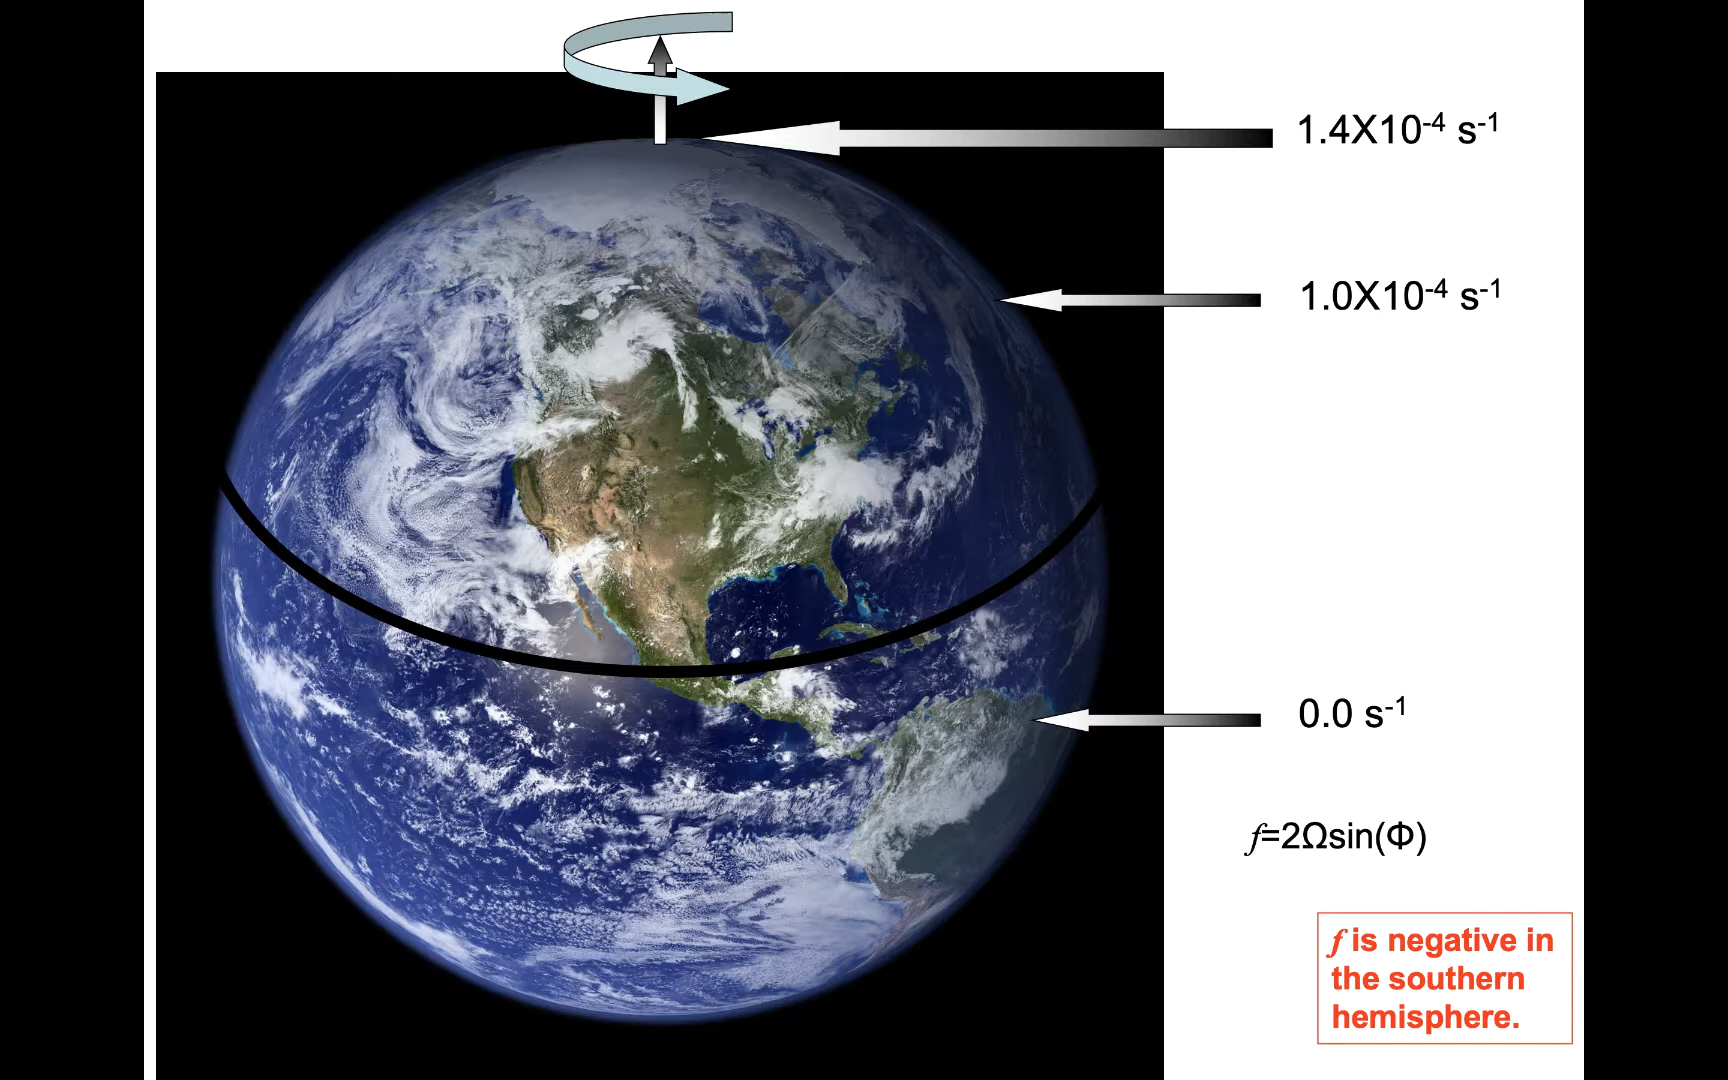 1.4X10⁻⁴ s⁻¹
1.0X10⁻⁴ s⁻¹
0.0 s⁻¹
f=2Ωsin(Φ)
f is negative in
the southern
hemisphere.